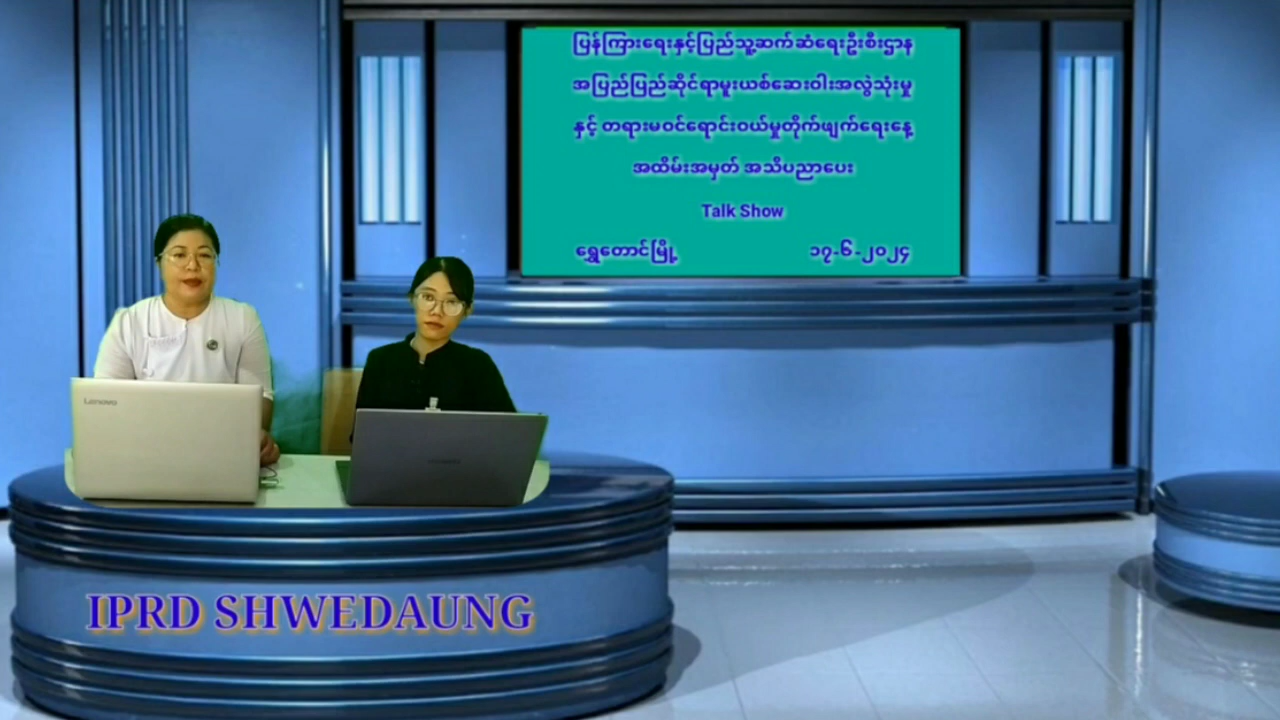 ပြန်ကြားရေးနှင့်ပြည်သူ့ဆက်ဆံရေးဦးစီးဌာန
အပြည်ပြည်ဆိုင်ရာမူးယစ်ဆေးဝါးအလွဲသုံးမှု
နှင့် တရားမဝင်ရောင်းဝယ်မှုတိုက်ဖျက်ရေးနေ့
အထိမ်းအမှတ် အသိပညာပေး
Talk Show
ရွှေတောင်မြို့ ၁၇-၆-၂၀၂၄
Lenovo
IPRD SHWEDAUNG